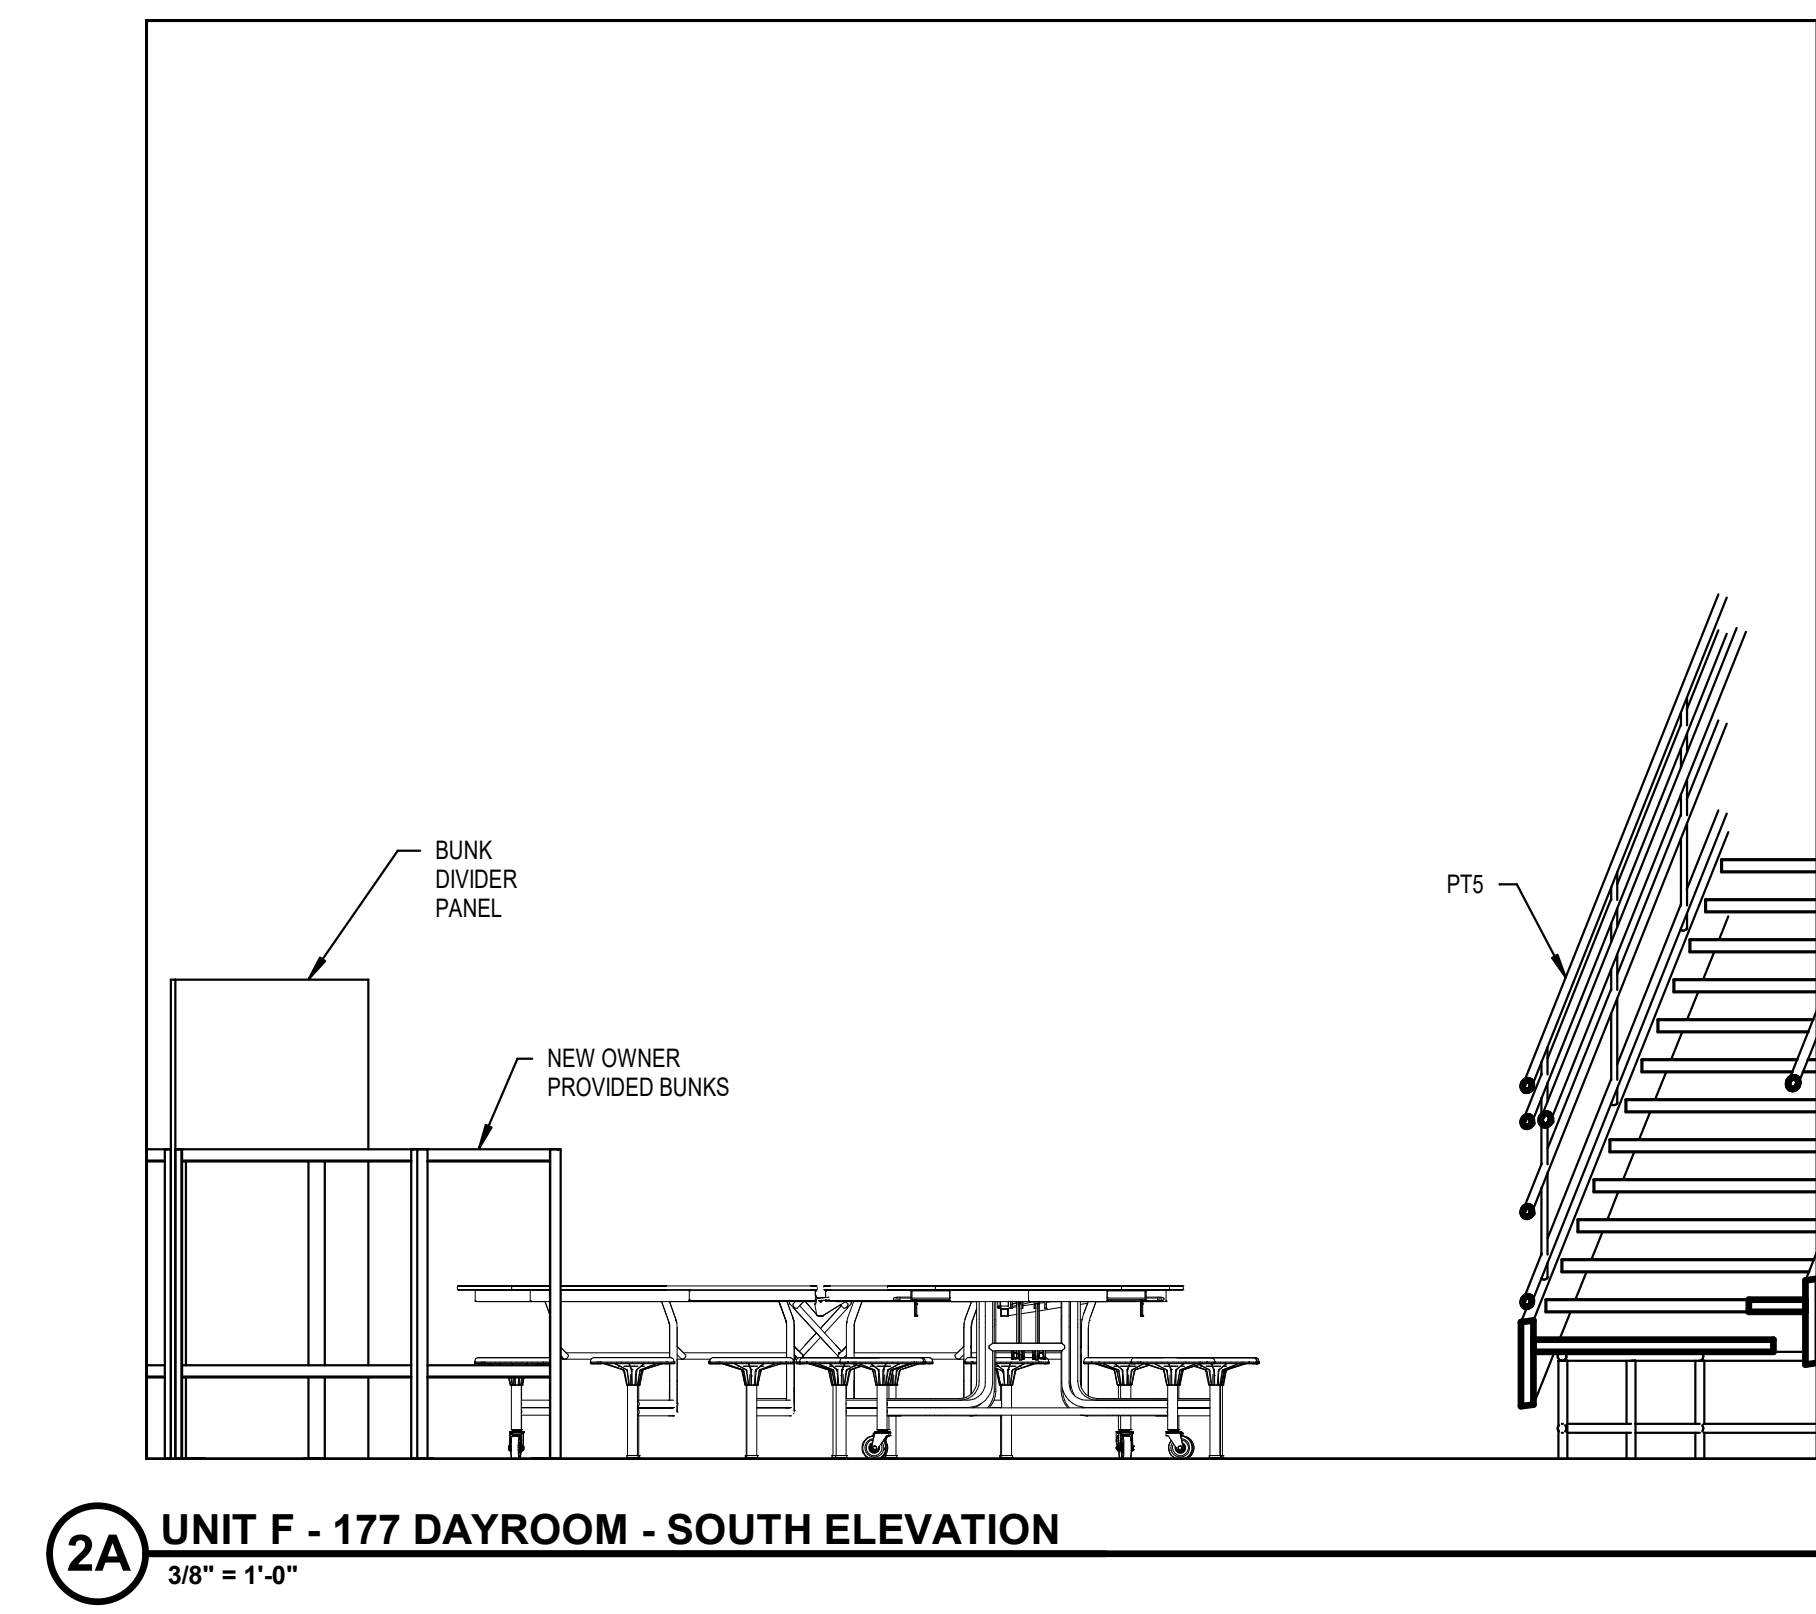 BUNK
DIVIDER
PANEL
PT5
NEW OWNER
PROVIDED BUNKS
2A
UNIT F - 177 DAYROOM - SOUTH ELEVATION
3/8" = 1'-0"